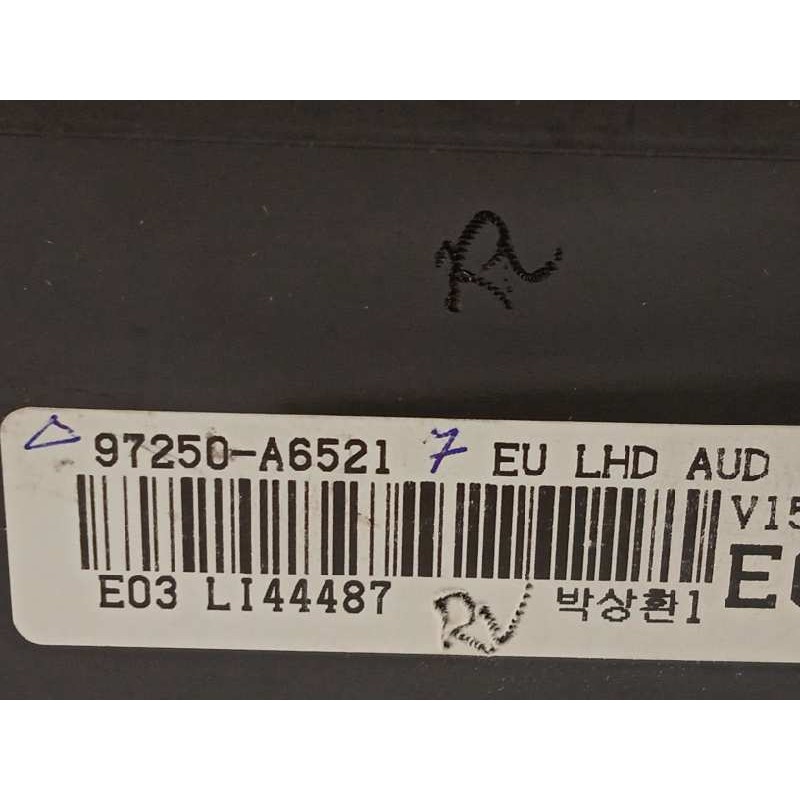 97250-A6521 7 EU LHD AUD
V15
E03 LI44487 박상환1